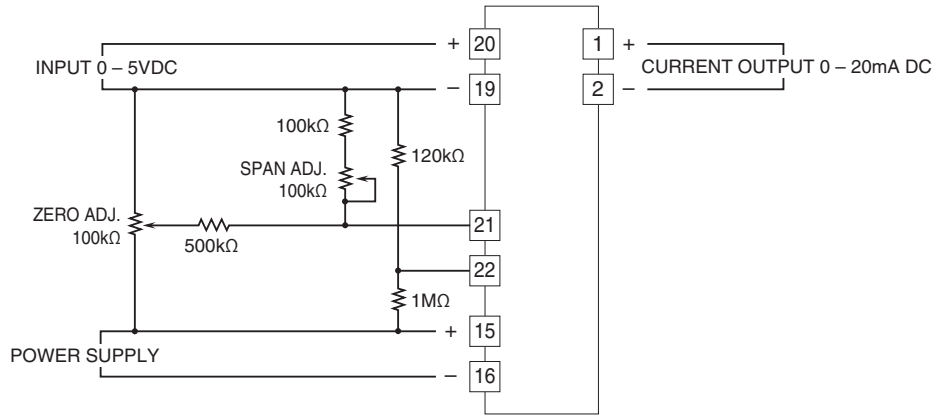 + 20
1 +
INPUT 0 – 5VDC
CURRENT OUTPUT 0 – 20mA DC
– 19
2 –
100kΩ
120kΩ
SPAN ADJ.
100kΩ
ZERO ADJ.
100kΩ
500kΩ
21
22
1MΩ
+ 15
POWER SUPPLY
– 16